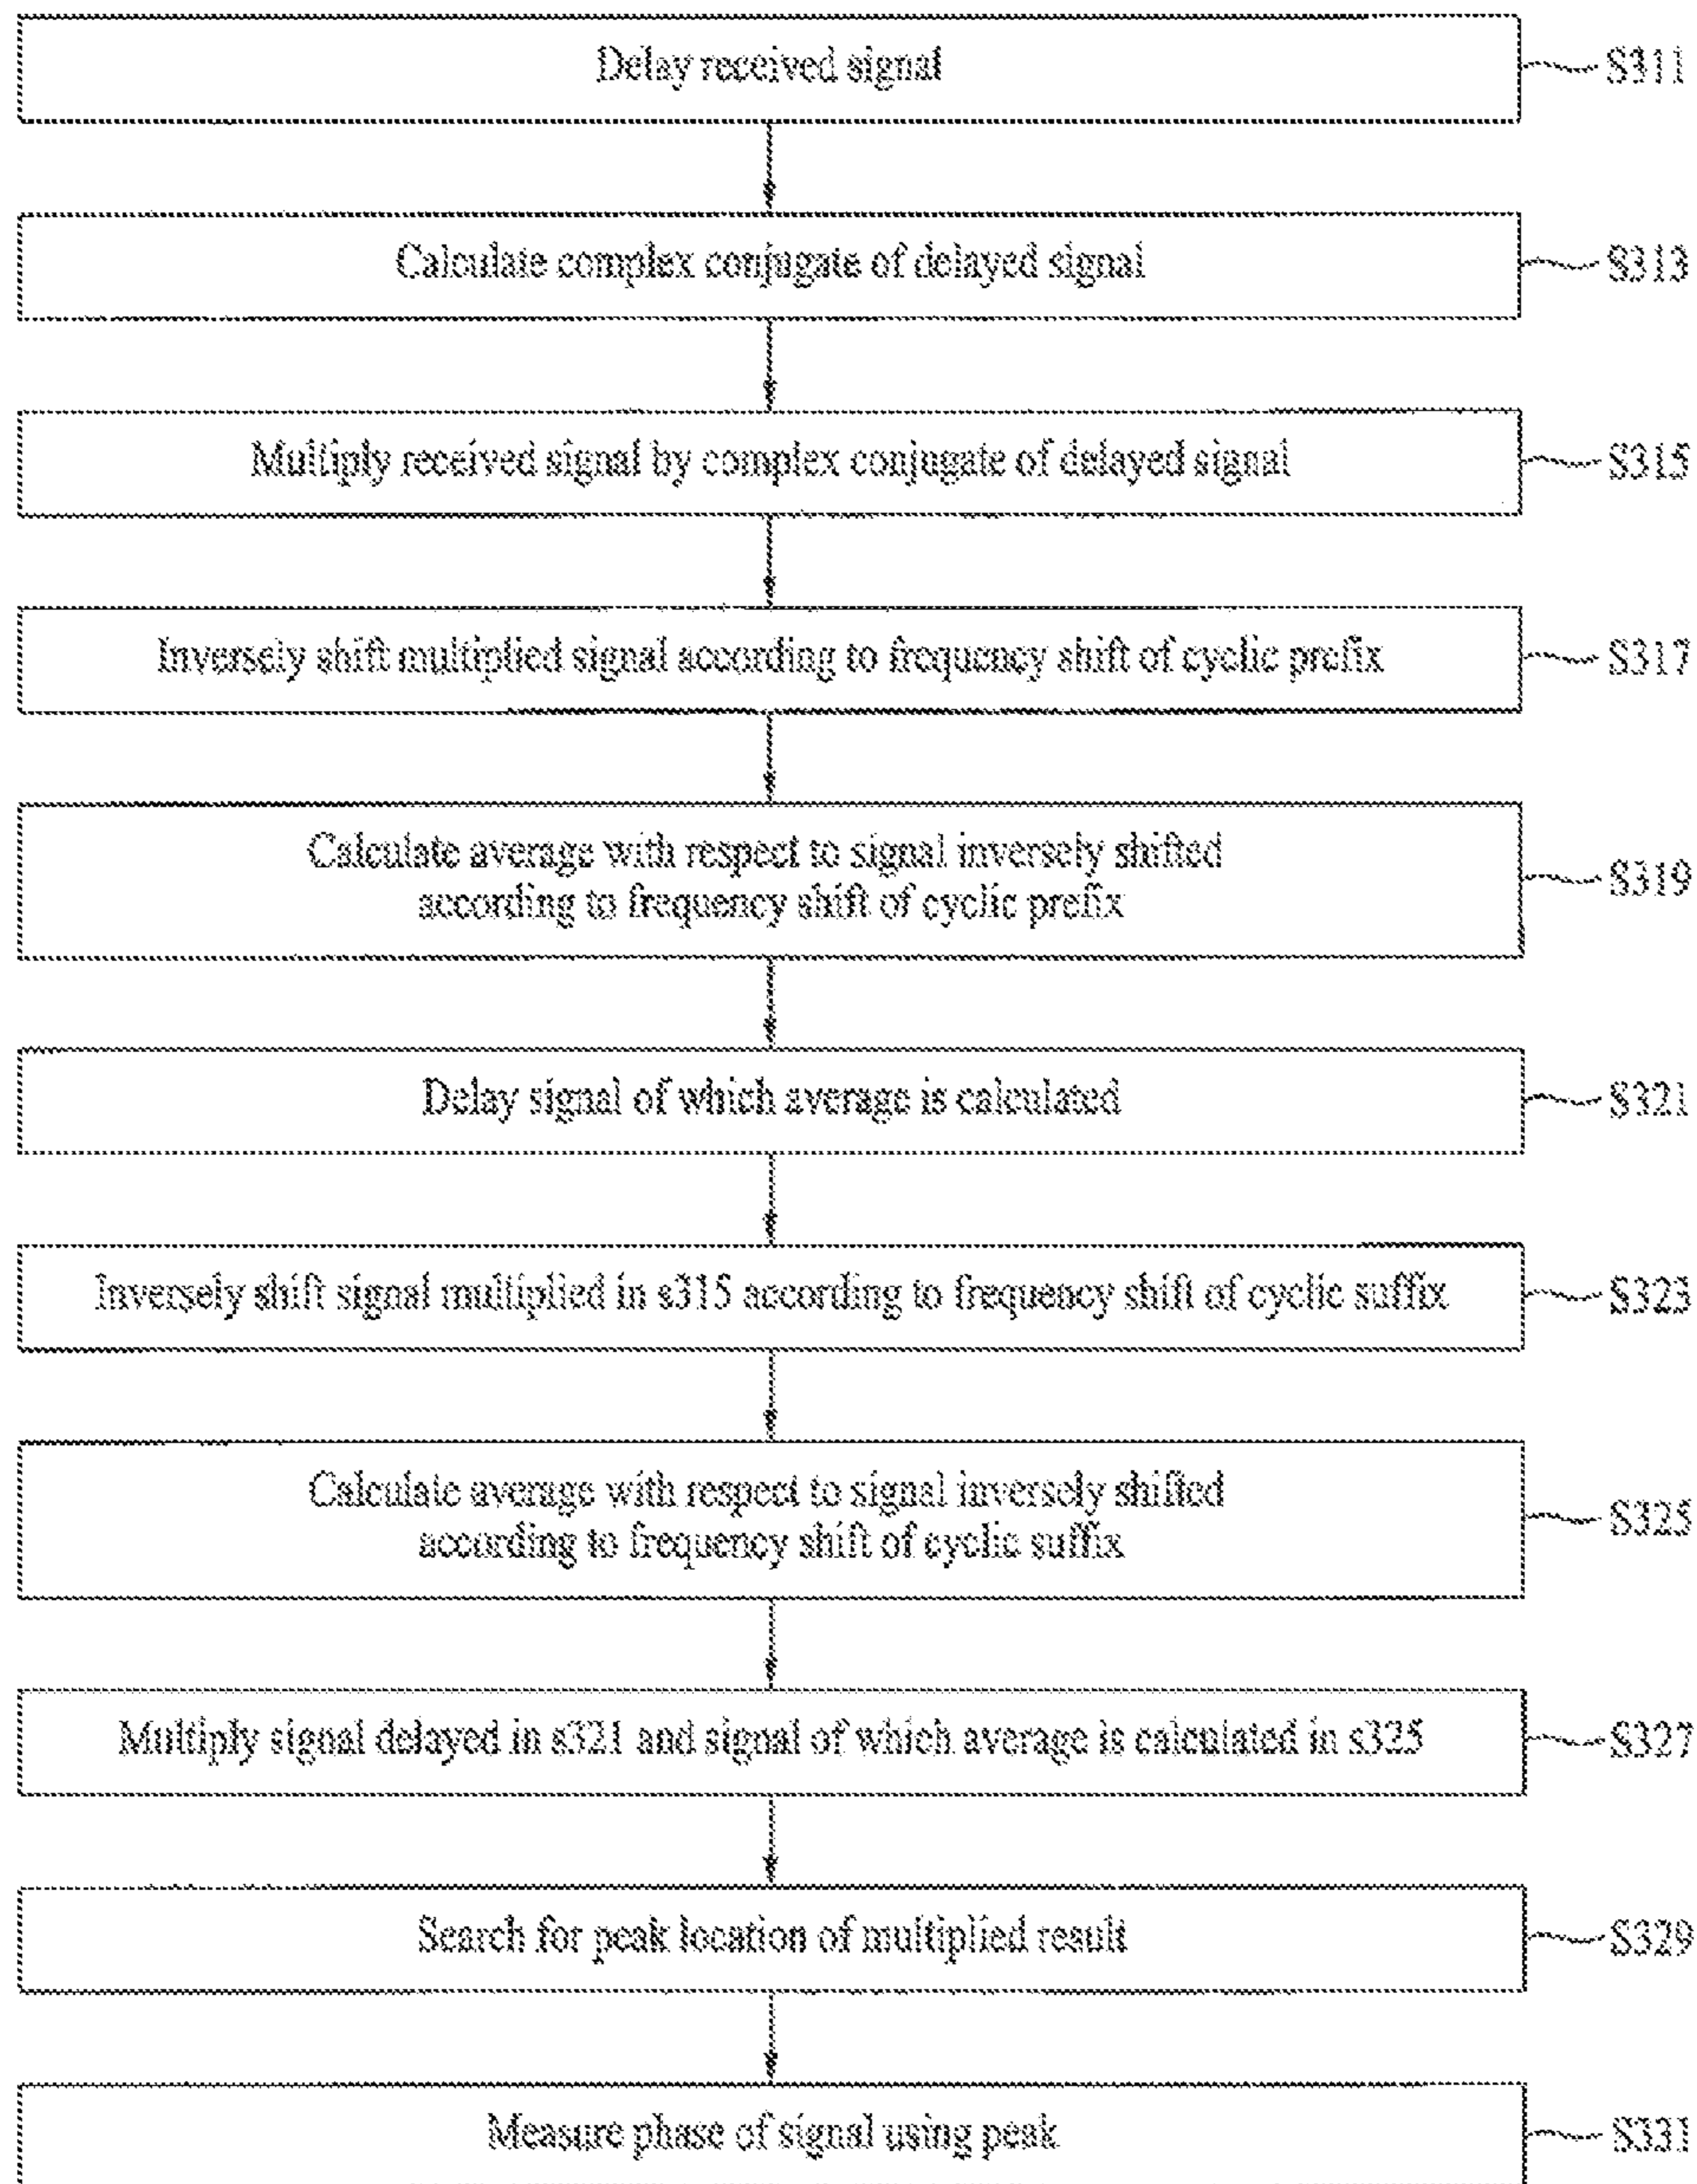 Delay received signal
S311
Calculate complex conjugate of delayed signal
S313
Multiply received signal by complex conjugate of delayed signal
S315
Inversely shift multiplied signal according to frequency shift of cyclic prefix
S317
Calculate average with respect to signal inversely shifted
according to frequency shift of cyclic prefix
S319
Delay signal of which average is calculated
S321
Inversely shift signal multiplied in s315 according to frequency shift of cyclic suffix
S323
Calculate average with respect to signal inversely shifted
according to frequency shift of cyclic suffix
S325
Multiply signal delayed in s321 and signal of which average is calculated in s325
S327
Search for peak location of multiplied result
S329
Measure phase of signal using peak
S331